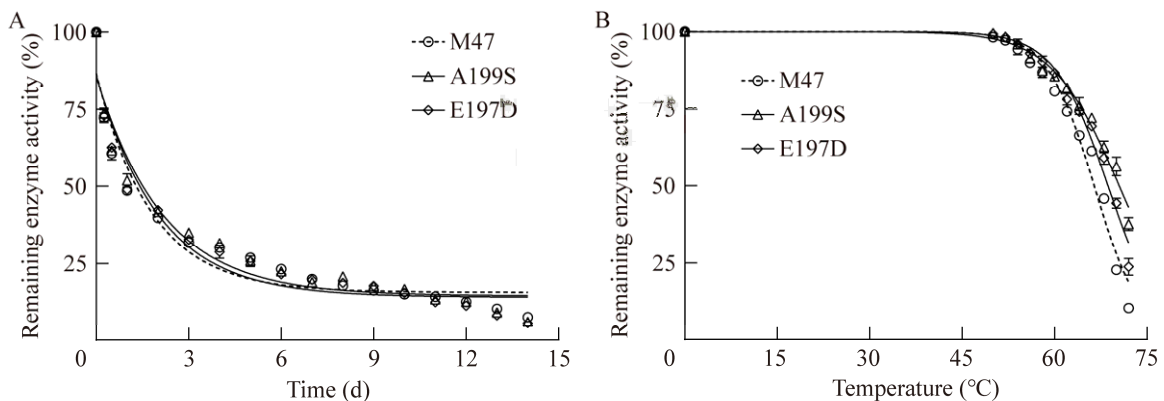 A
Remaining enzyme activity (%)
100
75
50
25
0
3
6
9
12
15
Time (d)
M47
A199S
E197D
B
Remaining enzyme activity (%)
100
75
50
25
0
15
30
45
60
75
Temperature (°C)
M47
A199S
E197D